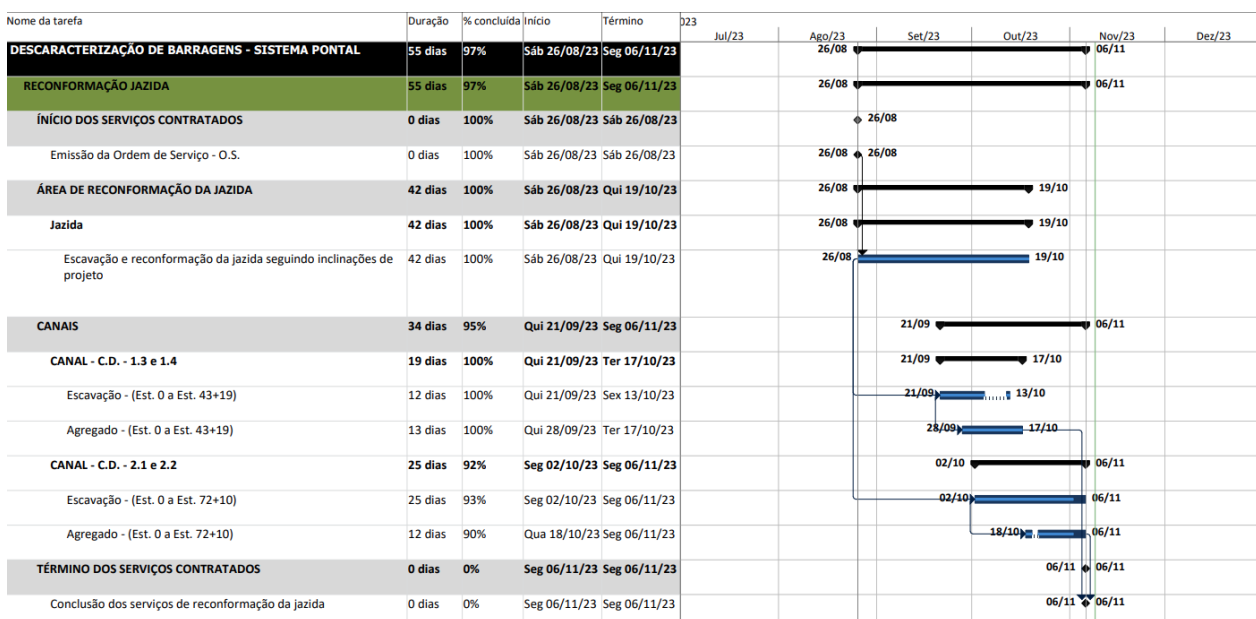 Nome da tarefa Duração % concluída Início Término 023
Jul/23 Ago/23 Set/23 Out/23 Nov/23 Dez/23
DESCARACTERIZAÇÃO DE BARRAGENS - SISTEMA PONTAL 55 dias 97% Sáb 26/08/23 Seg 06/11/23 26/08 06/11
RECONFORMAÇÃO JAZIDA 55 dias 97% Sáb 26/08/23 Seg 06/11/23 26/08 06/11
ÍNÍCIO DOS SERVIÇOS CONTRATADOS 0 dias 100% Sáb 26/08/23 Sáb 26/08/23 26/08
Emissão da Ordem de Serviço - O.S. 0 dias 100% Sáb 26/08/23 Sáb 26/08/23 26/08 26/08
ÁREA DE RECONFORMAÇÃO DA JAZIDA 42 dias 100% Sáb 26/08/23 Qui 19/10/23 26/08 19/10
Jazida 42 dias 100% Sáb 26/08/23 Qui 19/10/23 26/08 19/10
Escavação e reconformação da jazida seguindo inclinações de 42 dias 100% Sáb 26/08/23 Qui 19/10/23 26/08 19/10
projeto
CANAIS 34 dias 95% Qui 21/09/23 Seg 06/11/23 21/09 06/11
CANAL - C.D. - 1.3 e 1.4 19 dias 100% Qui 21/09/23 Ter 17/10/23 21/09 17/10
Escavação - (Est. 0 a Est. 43+19) 12 dias 100% Qui 21/09/23 Sex 13/10/23 21/09 13/10
Agregado - (Est. 0 a Est. 43+19) 13 dias 100% Qui 28/09/23 Ter 17/10/23 28/09 17/10
CANAL - C.D. - 2.1 e 2.2 25 dias 92% Seg 02/10/23 Seg 06/11/23 02/10 06/11
Escavação - (Est. 0 a Est. 72+10) 25 dias 93% Seg 02/10/23 Seg 06/11/23 02/10 06/11
Agregado - (Est. 0 a Est. 72+10) 12 dias 90% Qua 18/10/23 Seg 06/11/23 18/10 06/11
TÉRMINO DOS SERVIÇOS CONTRATADOS 0 dias 0% Seg 06/11/23 Seg 06/11/23 06/11 06/11
Conclusão dos serviços de reconformação da jazida 0 dias 0% Seg 06/11/23 Seg 06/11/23 06/11 06/11